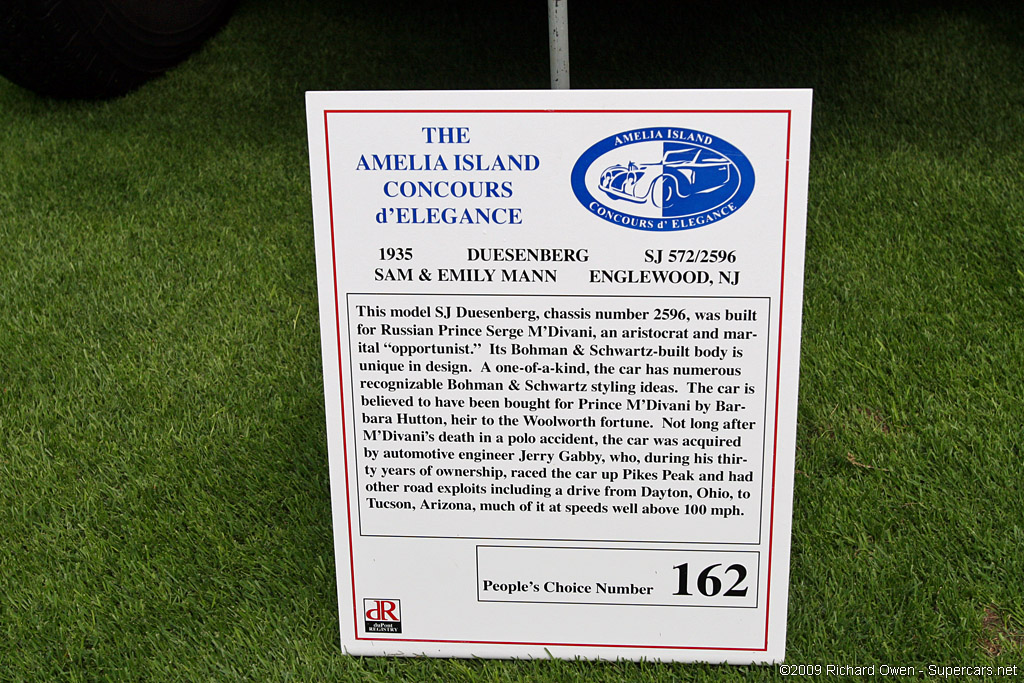 THE
AMELIA ISLAND
CONCOURS
d'ELEGANCE
AMELIA ISLAND
CONCOURS d' ELEGANCE
1935 DUESENBERG SJ 572/2596
SAM & EMILY MANN ENGLEWOOD, NJ
This model SJ Duesenberg, chassis number 2596, was built
for Russian Prince Serge M'Divani, an aristocrat and mar-
ital “opportunist.” Its Bohman & Schwartz-built body is
unique in design. A one-of-a-kind, the car has numerous
recognizable Bohman & Schwartz styling ideas. The car is
believed to have been bought for Prince M'Divani by Bar-
bara Hutton, heir to the Woolworth fortune. Not long after
M'Divani's death in a polo accident, the car was acquired
by automotive engineer Jerry Gabby, who, during his thir-
ty years of ownership, raced the car up Pikes Peak and had
other road exploits including a drive from Dayton, Ohio, to
Tucson, Arizona, much of it at speeds well above 100 mph.
People's Choice Number 162
dR
duPont
REGISTRY
©2009 Richard Owen - Supercars.net